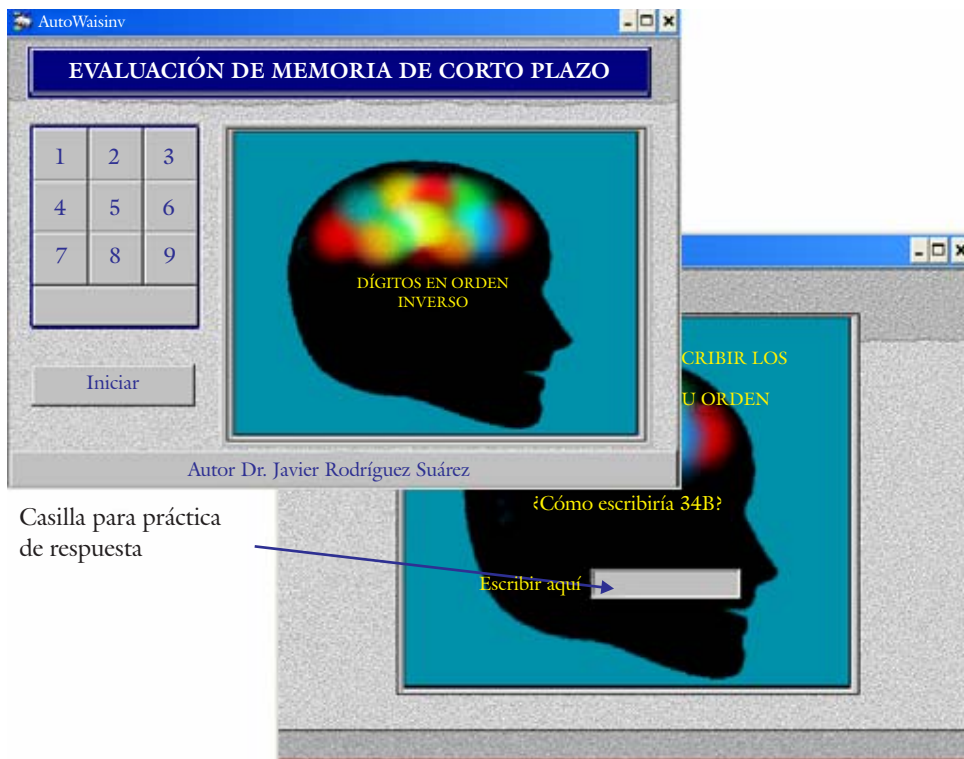 AutoWaisinv
EVALUACIÓN DE MEMORIA DE CORTO PLAZO
1 2 3
4 5 6
7 8 9
DÍGITOS EN ORDEN
INVERSO
Iniciar
Autor Dr. Javier Rodríguez Suárez
CRIBIR LOS
U ORDEN
¿Cómo escribiría 34B?
Escribir aquí
Casilla para práctica
de respuesta